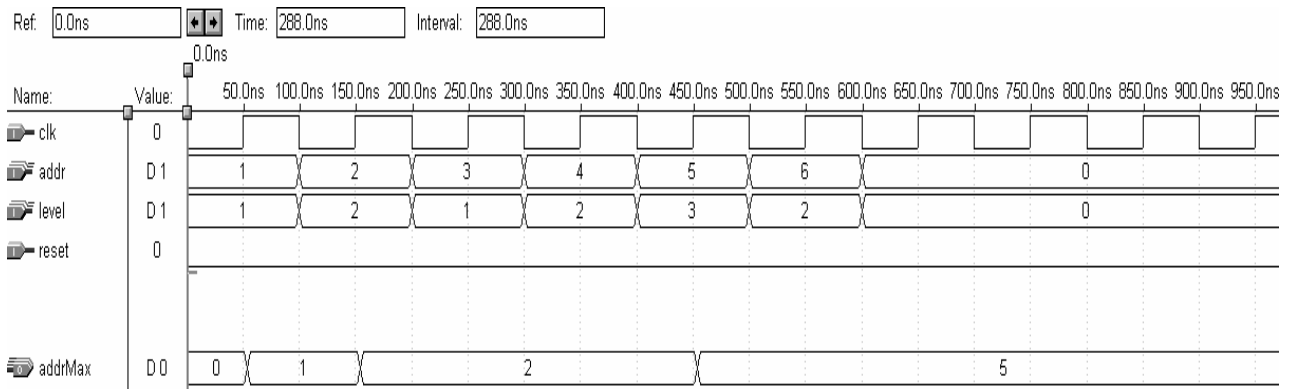 Ref: 0.0ns Time: 288.0ns Interval: 288.0ns
0.0ns
Name: Value: 50.0ns 100.0ns 150.0ns 200.0ns 250.0ns 300.0ns 350.0ns 400.0ns 450.0ns 500.0ns 550.0ns 600.0ns 650.0ns 700.0ns 750.0ns 800.0ns 850.0ns 900.0ns 950.0ns
clk 0
addr D 1 1 2 3 4 5 6 0
level D 1 1 2 1 2 3 2 0
reset 0
addrMax D 0 0 1 2 5